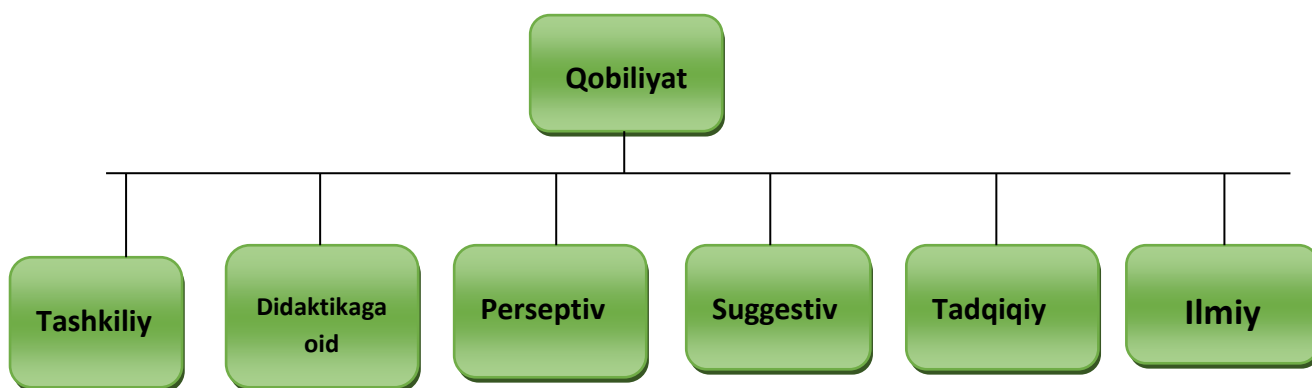 Qobiliyat
Tashkiliy
Didaktikaga
oid
Perseptiv
Suggestiv
Tadqiqiy
Ilmiy